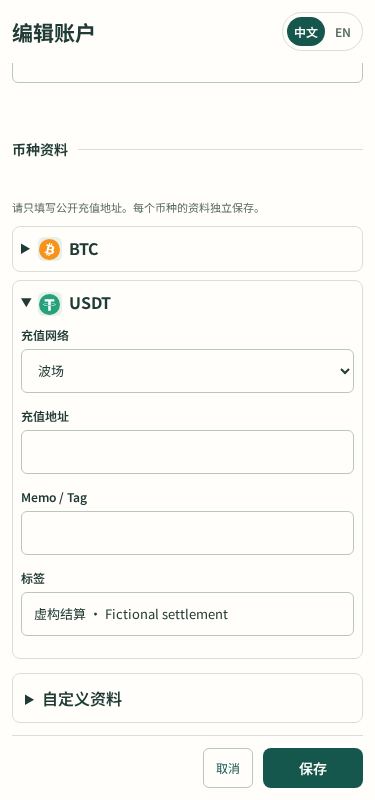 编辑账户
中文
EN
币种资料
请只填写公开充值地址。每个币种的资料独立保存。
BTC
USDT
充值网络
波场
充值地址
Memo / Tag
标签
虚构结算 • Fictional settlement
自定义资料
取消
保存